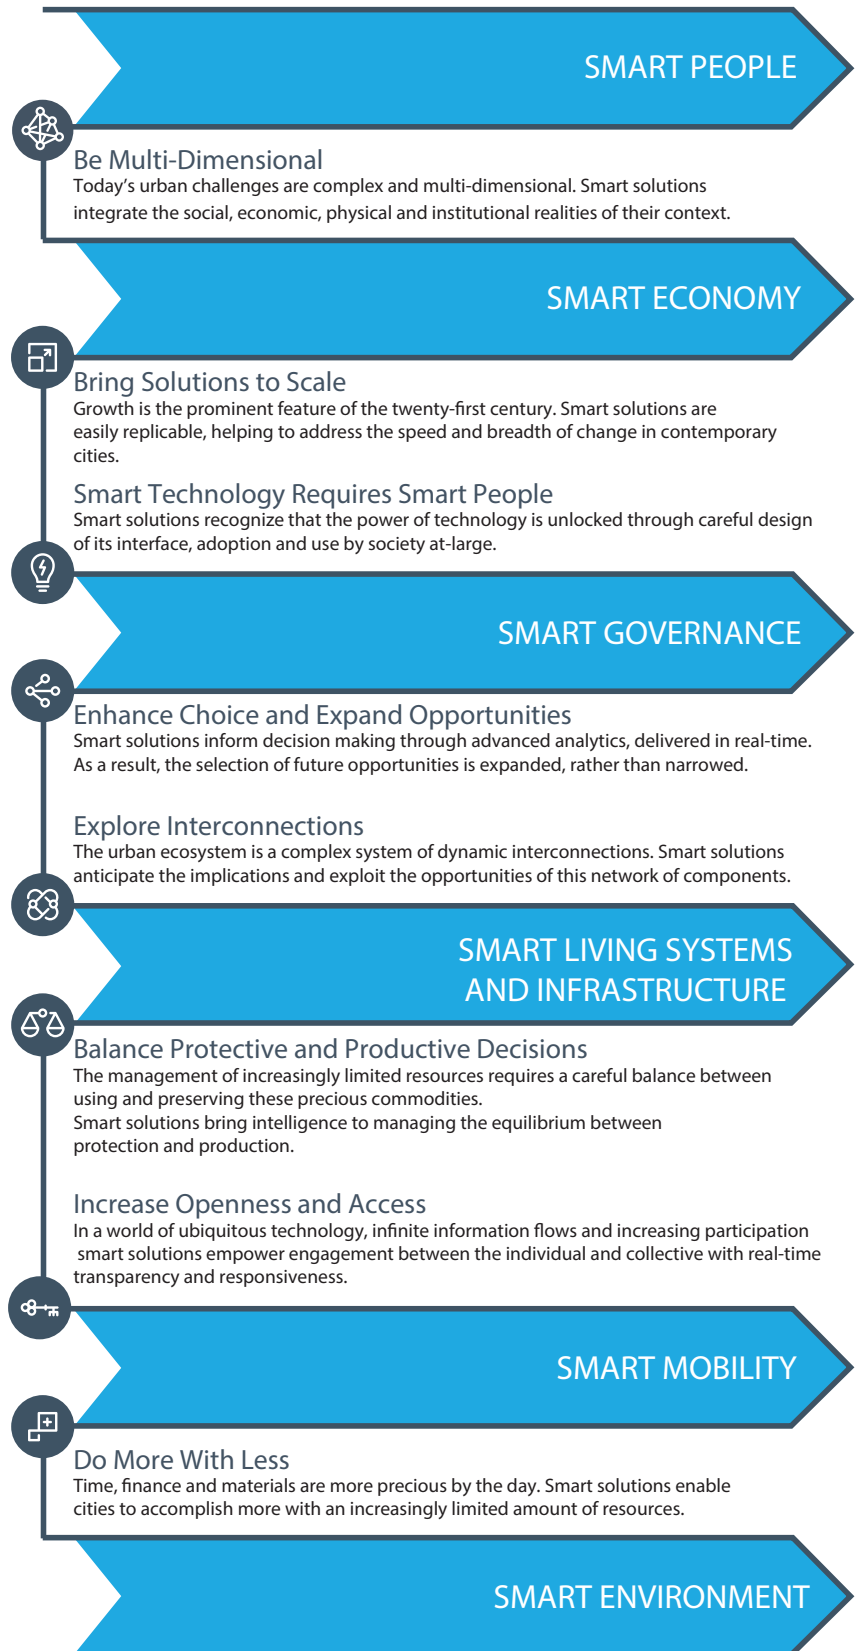 SMART PEOPLE
Be Multi-Dimensional
Today’s urban challenges are complex and multi-dimensional. Smart solutions
integrate the social, economic, physical and institutional realities of their context.
SMART ECONOMY
Bring Solutions to Scale
Growth is the prominent feature of the twenty-first century. Smart solutions are
easily replicable, helping to address the speed and breadth of change in contemporary
cities.
Smart Technology Requires Smart People
Smart solutions recognize that the power of technology is unlocked through careful design
of its interface, adoption and use by society at-large.
SMART GOVERNANCE
Enhance Choice and Expand Opportunities
Smart solutions inform decision making through advanced analytics, delivered in real-time.
As a result, the selection of future opportunities is expanded, rather than narrowed.
Explore Interconnections
The urban ecosystem is a complex system of dynamic interconnections. Smart solutions
anticipate the implications and exploit the opportunities of this network of components.
SMART LIVING SYSTEMS
AND INFRASTRUCTURE
Balance Protective and Productive Decisions
The management of increasingly limited resources requires a careful balance between
using and preserving these precious commodities.
Smart solutions bring intelligence to managing the equilibrium between
protection and production.
Increase Openness and Access
In a world of ubiquitous technology, infinite information flows and increasing participation
smart solutions empower engagement between the individual and collective with real-time
transparency and responsiveness.
SMART MOBILITY
Do More With Less
Time, finance and materials are more precious by the day. Smart solutions enable
cities to accomplish more with an increasingly limited amount of resources.
SMART ENVIRONMENT